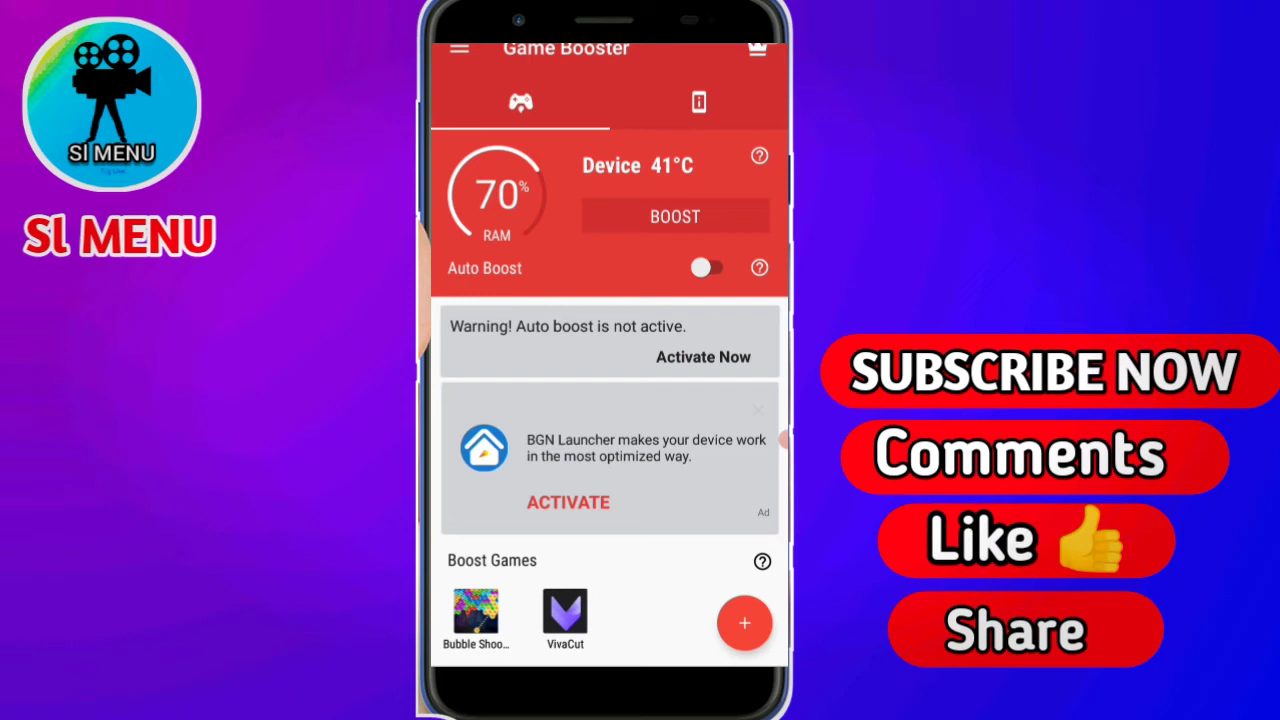 SI MENU
Sl MENU
Game Booster
70%
RAM
Device 41°C
BOOST
Auto Boost
Warning! Auto boost is not active.
Activate Now
BGN Launcher makes your device work
in the most optimized way.
ACTIVATE
Ad
Boost Games
Bubble Shoo...
VivaCut
SUBSCRIBE NOW
Comments
Like
Share